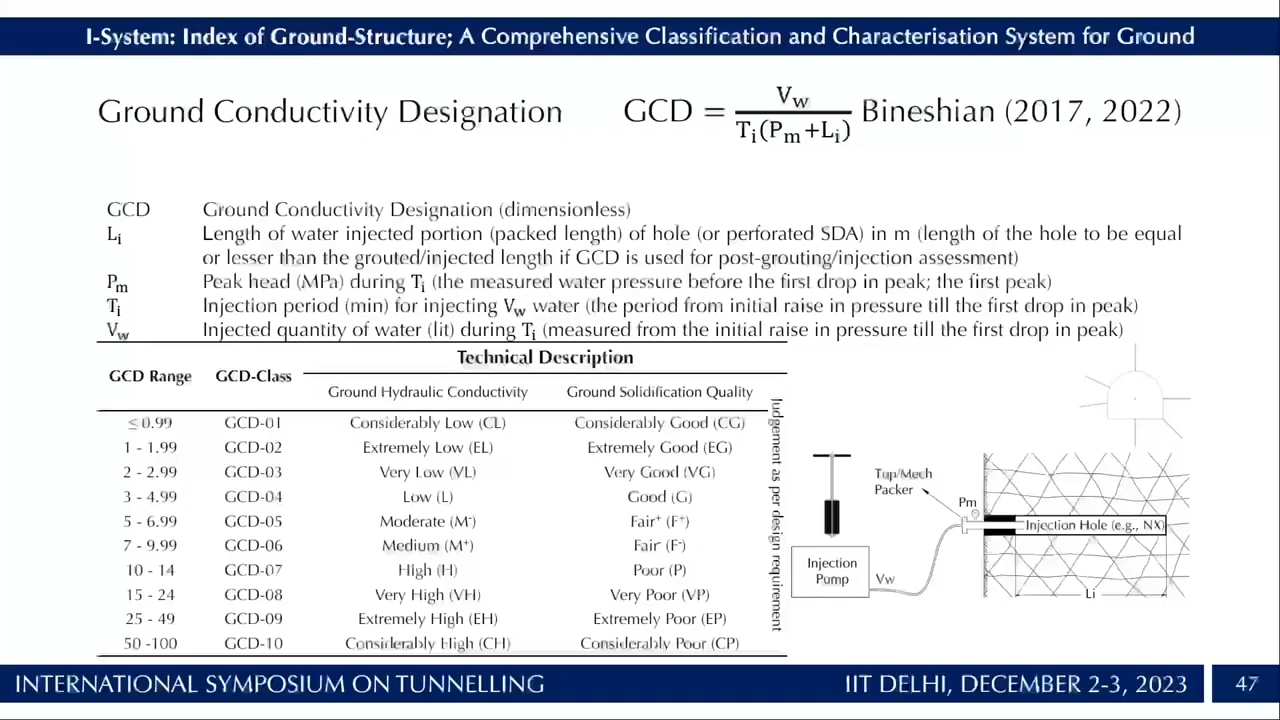 I-System: Index of Ground-Structure; A Comprehensive Classification and Characterisation System for Ground
Ground Conductivity Designation
GCD = Vw / Ti(Pm+Li) Bineshian (2017, 2022)
GCD Ground Conductivity Designation (dimensionless)
Li Length of water injected portion (packed length) of hole (or perforated SDA) in m (length of the hole to be equal
or lesser than the grouted/injected length if GCD is used for post-grouting/injection assessment)
Pm Peak head (MPa) during Ti (the measured water pressure before the first drop in peak; the first peak)
Ti Injection period (min) for injecting Vw water (the period from initial raise in pressure till the first drop in peak)
Vw Injected quantity of water (lit) during Ti (measured from the initial raise in pressure till the first drop in peak)
GCD Range GCD-Class Technical Description
Ground Hydraulic Conductivity Ground Solidification Quality
≤0.99 GCD-01 Considerably Low (CL) Considerably Good (CG)
1 - 1.99 GCD-02 Extremely Low (EL) Extremely Good (EG)
2 - 2.99 GCD-03 Very Low (VL) Very Good (VG)
3 - 4.99 GCD-04 Low (L) Good (G)
5 - 6.99 GCD-05 Moderate (M-) Fair+ (F+)
7 - 9.99 GCD-06 Medium (M+) Fair- (F-)
10 - 14 GCD-07 High (H) Poor (P)
15 - 24 GCD-08 Very High (VH) Very Poor (VP)
25 - 49 GCD-09 Extremely High (EH) Extremely Poor (EP)
50 -100 GCD-10 Considerably High (CH) Considerably Poor (CP)
Judgement as per design requirement
Tup/Mech
Packer
Pm
Injection Hole (e.g., NX)
Injection
Pump
Vw
Li
INTERNATIONAL SYMPOSIUM ON TUNNELLING
IIT DELHI, DECEMBER 2-3, 2023
47